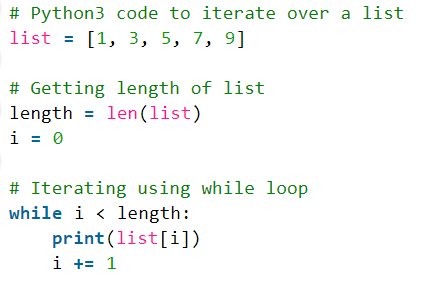 # Python3 code to iterate over a list
list = [1, 3, 5, 7, 9]
# Getting length of list
length = len(list)
i = 0
# Iterating using while loop
while i < length:
    print(list[i])
    i += 1